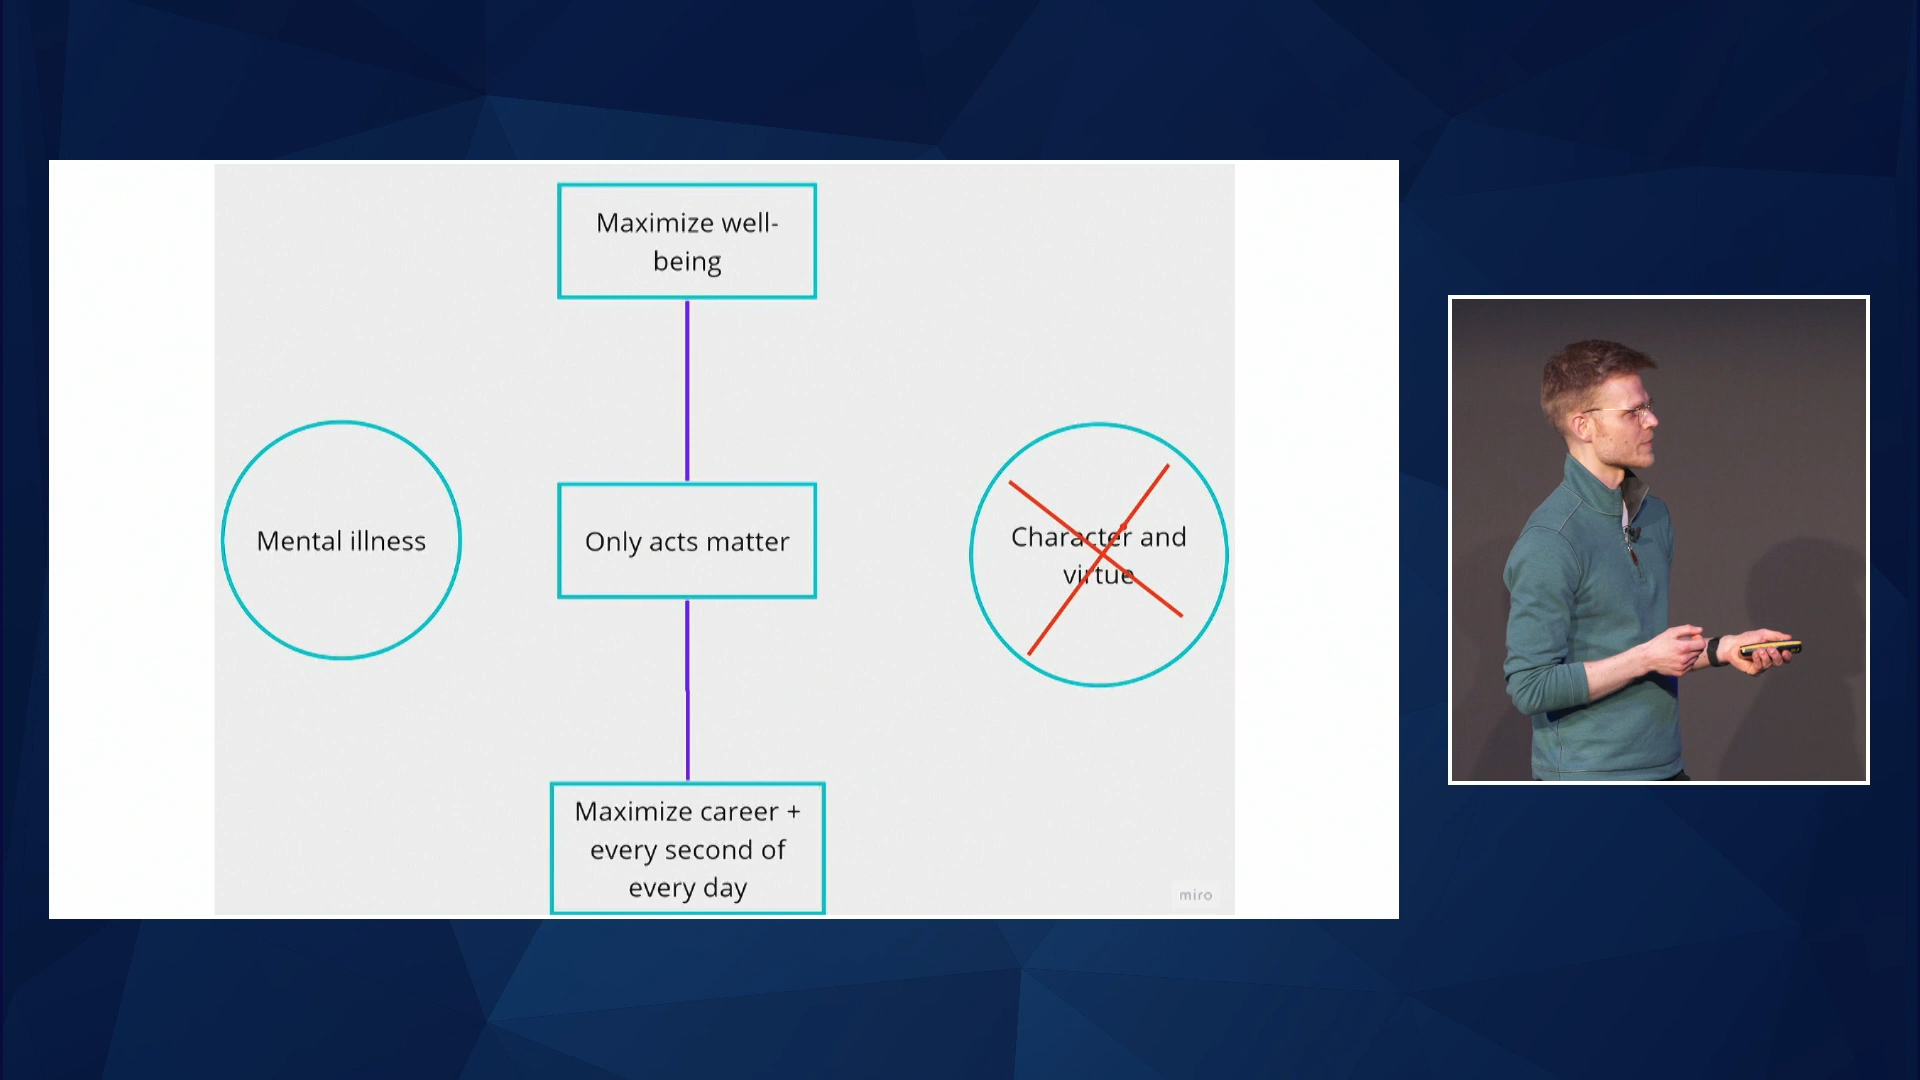 Maximize well-
being
Mental illness
Only acts matter
Character and
virtue
Maximize career +
every second of
every day
miro